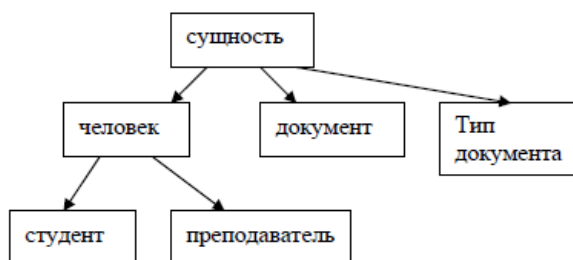 сущность
человек
документ
Тип
документа
студент
преподаватель